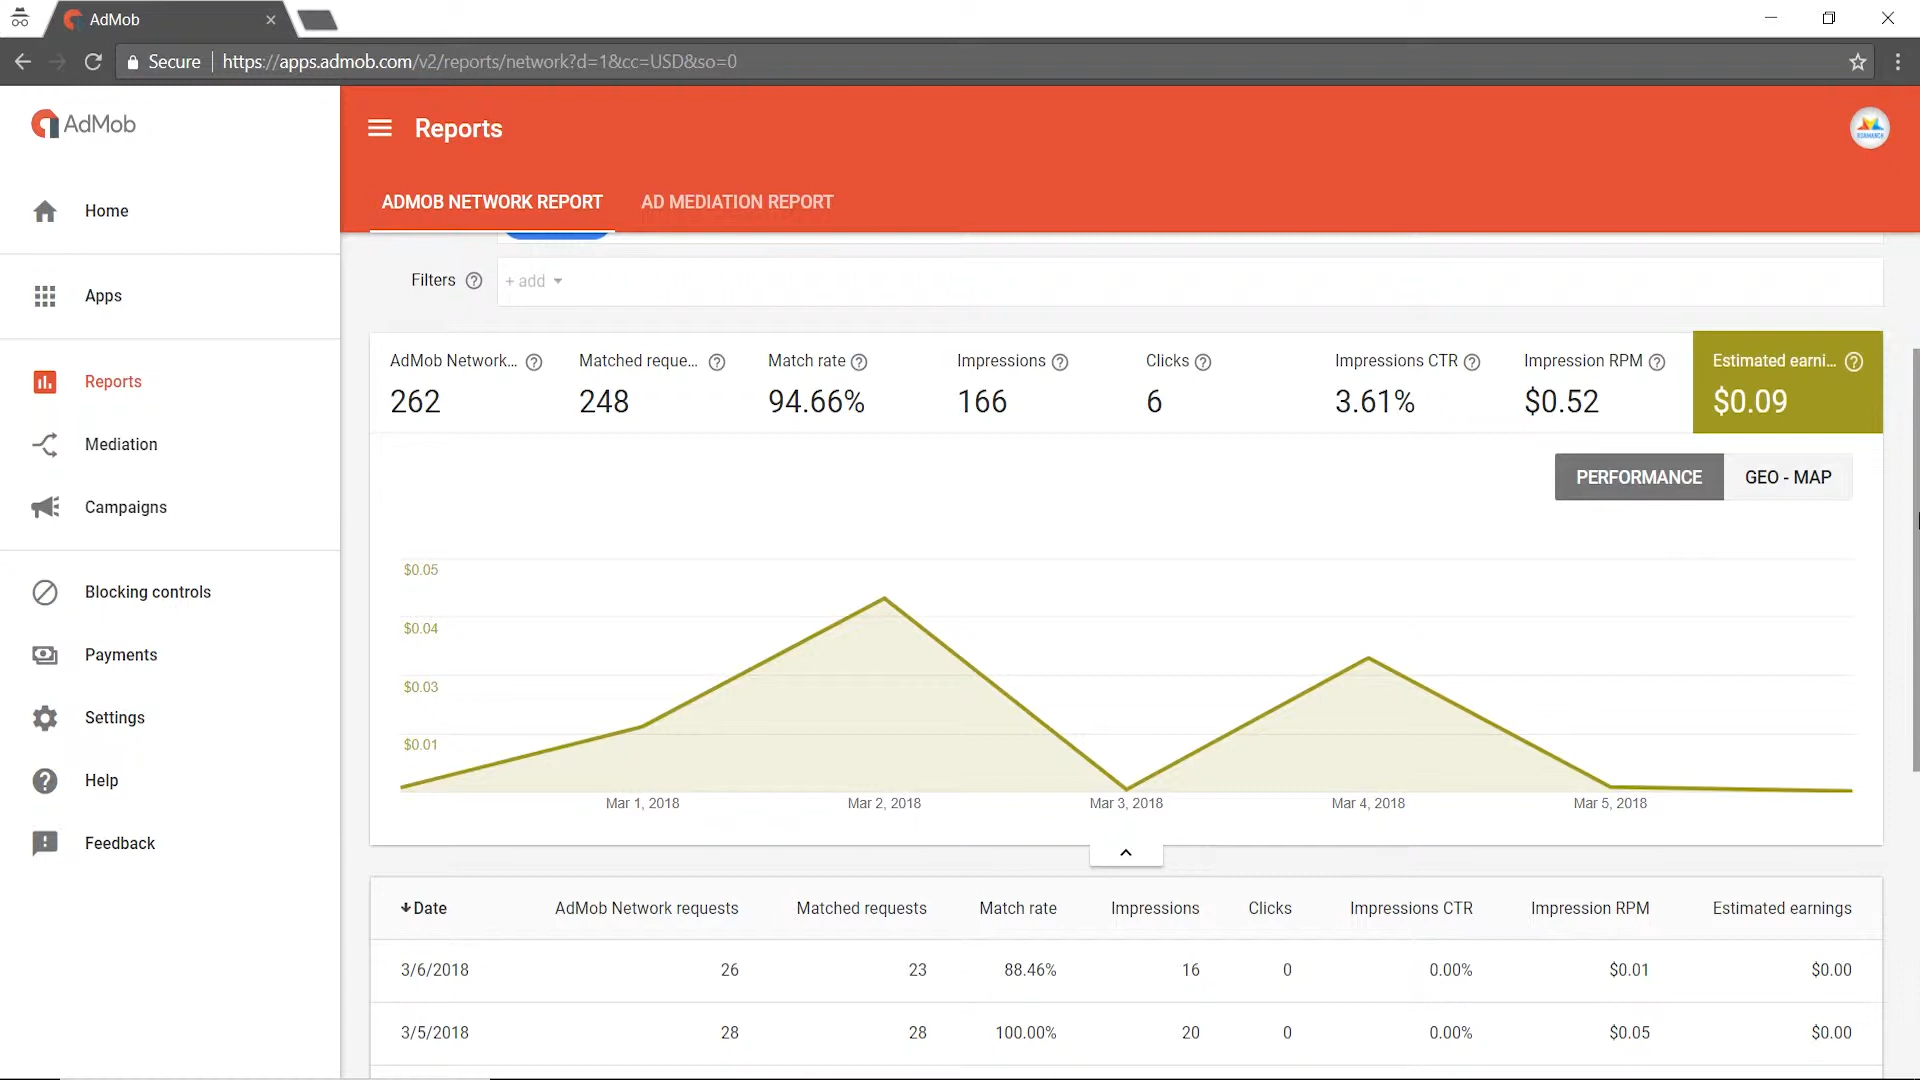 AdMob
Secure https://apps.admob.com/v2/reports/network?d=1&cc=USD&so=0
AdMob
Reports
ADMOB NETWORK REPORT AD MEDIATION REPORT
Home
Apps
Reports
Mediation
Campaigns
Blocking controls
Payments
Settings
Help
Feedback
Filters + add
AdMob Network... Matched reque... Match rate Impressions Clicks Impressions CTR Impression RPM Estimated earni...
262 248 94.66% 166 6 3.61% $0.52 $0.09
PERFORMANCE GEO - MAP
$0.05
$0.04
$0.03
$0.01
Mar 1, 2018 Mar 2, 2018 Mar 3, 2018 Mar 4, 2018 Mar 5, 2018
Date AdMob Network requests Matched requests Match rate Impressions Clicks Impressions CTR Impression RPM Estimated earnings
3/6/2018 26 23 88.46% 16 0 0.00% $0.01 $0.00
3/5/2018 28 28 100.00% 20 0 0.00% $0.05 $0.00